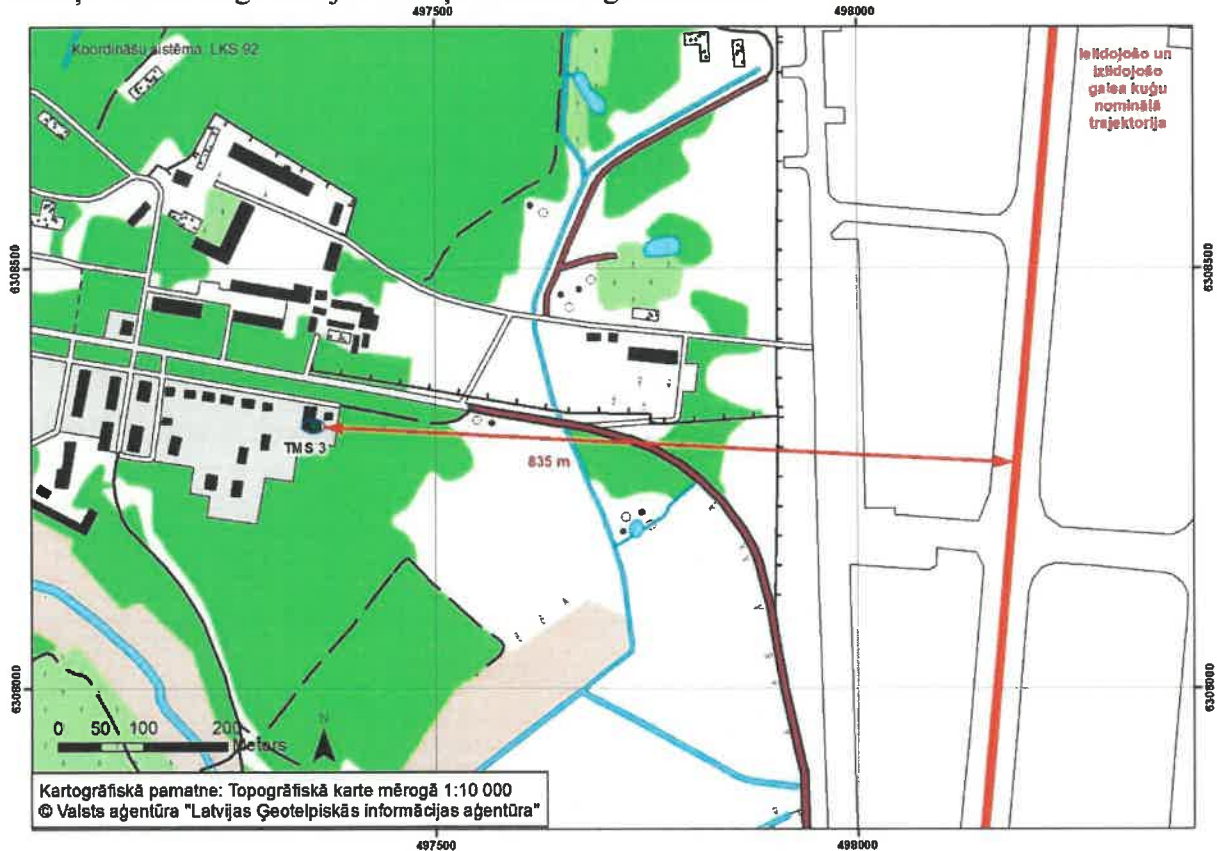 497500
498000
Koordināšu sistēma: LKS 92
Ielidojošo un
izlidojošo
gaisa kuģu
nominālā
trajektorija
6308500
6308500
TMS 3
835 m
6308000
6308000
0 50 100 200
Meters
N
Kartogrāfiskā pamatne: Topogrāfiskā karte mērogā 1:10 000
© Valsts aģentūra "Latvijas Ģeotelpiskās informācijas aģentūra"
497500
498000